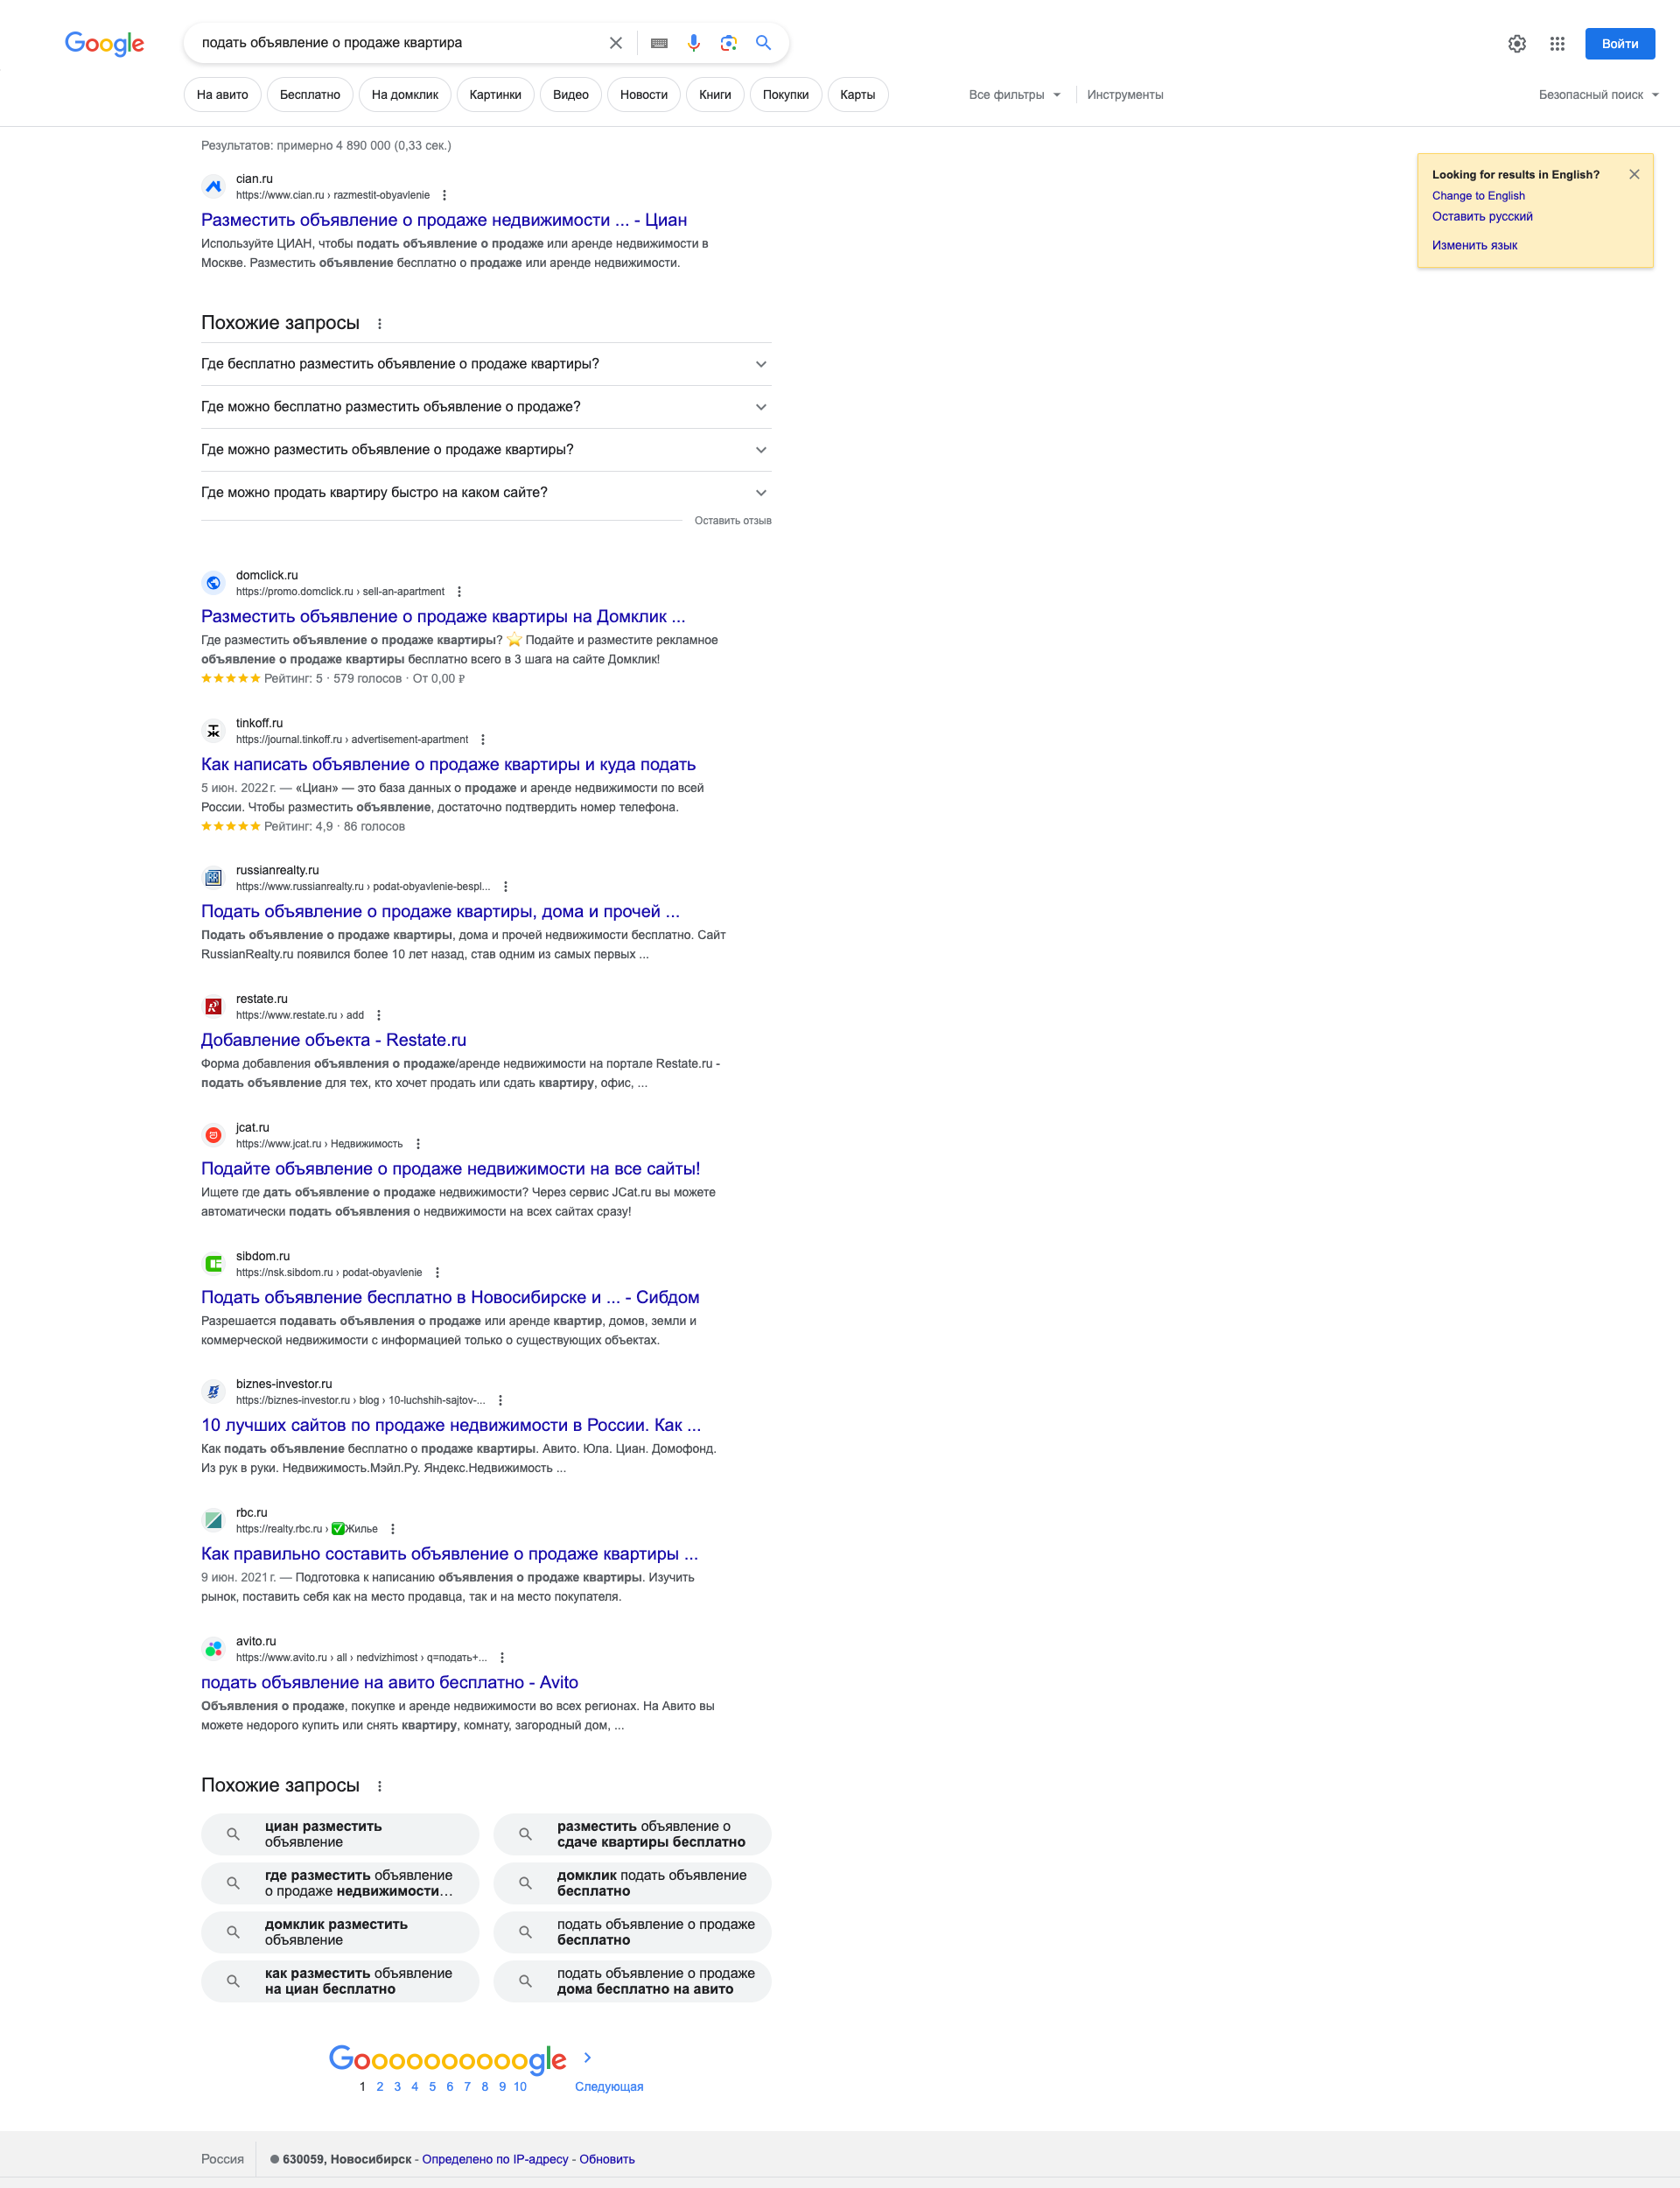 Google
подать объявление о продаже квартира
Войти
На авито Бесплатно На домклик Картинки Видео Новости Книги Покупки Карты Все фильтры Инструменты Безопасный поиск
Результатов: примерно 4 890 000 (0,33 сек.)
Looking for results in English?
Change to English
Оставить русский
Изменить язык
cian.ru
https://www.cian.ru › razmestit-obyavlenie
Разместить объявление о продаже недвижимости ... - Циан
Используйте ЦИАН, чтобы подать объявление о продаже или аренде недвижимости в
Москве. Разместить объявление бесплатно о продаже или аренде недвижимости.
Похожие запросы
Где бесплатно разместить объявление о продаже квартиры?
Где можно бесплатно разместить объявление о продаже?
Где можно разместить объявление о продаже квартиры?
Где можно продать квартиру быстро на каком сайте?
Оставить отзыв
domclick.ru
https://promo.domclick.ru › sell-an-apartment
Разместить объявление о продаже квартиры на Домклик ...
Где разместить объявление о продаже квартиры? ⭐ Подайте и разместите рекламное
объявление о продаже квартиры бесплатно всего в 3 шага на сайте Домклик!
Рейтинг: 5 · 579 голосов · От 0,00 ₽
tinkoff.ru
https://journal.tinkoff.ru › advertisement-apartment
Как написать объявление о продаже квартиры и куда подать
5 июн. 2022 г. — «Циан» — это база данных о продаже и аренде недвижимости по всей
России. Чтобы разместить объявление, достаточно подтвердить номер телефона.
Рейтинг: 4,9 · 86 голосов
russianrealty.ru
https://www.russianrealty.ru › podat-obyavlenie-bespl...
Подать объявление о продаже квартиры, дома и прочей ...
Подать объявление о продаже квартиры, дома и прочей недвижимости бесплатно. Сайт
RussianRealty.ru появился более 10 лет назад, став одним из самых первых ...
restate.ru
https://www.restate.ru › add
Добавление объекта - Restate.ru
Форма добавления объявления о продаже/аренде недвижимости на портале Restate.ru -
подать объявление для тех, кто хочет продать или сдать квартиру, офис, ...
jcat.ru
https://www.jcat.ru › Недвижимость
Подайте объявление о продаже недвижимости на все сайты!
Ищете где дать объявление о продаже недвижимости? Через сервис JCat.ru вы можете
автоматически подать объявления о недвижимости на всех сайтах сразу!
sibdom.ru
https://nsk.sibdom.ru › podat-obyavlenie
Подать объявление бесплатно в Новосибирске и ... - Сибдом
Разрешается подавать объявления о продаже или аренде квартир, домов, земли и
коммерческой недвижимости с информацией только о существующих объектах.
biznes-investor.ru
https://biznes-investor.ru › blog › 10-luchshih-sajtov-...
10 лучших сайтов по продаже недвижимости в России. Как ...
Как подать объявление бесплатно о продаже квартиры. Авито. Юла. Циан. Домофонд.
Из рук в руки. Недвижимость.Мэйл.Ру. Яндекс.Недвижимость ...
rbc.ru
https://realty.rbc.ru › ✅Жилье
Как правильно составить объявление о продаже квартиры ...
9 июн. 2021 г. — Подготовка к написанию объявления о продаже квартиры. Изучить
рынок, поставить себя как на место продавца, так и на место покупателя.
avito.ru
https://www.avito.ru › all › nedvizhimost › q=подать+...
подать объявление на авито бесплатно - Avito
Объявления о продаже, покупке и аренде недвижимости во всех регионах. На Авито вы
можете недорого купить или снять квартиру, комнату, загородный дом, ...
Похожие запросы
циан разместить
объявление
разместить объявление о
сдаче квартиры бесплатно
где разместить объявление
о продаже недвижимости...
домклик подать объявление
бесплатно
домклик разместить
объявление
подать объявление о продаже
бесплатно
как разместить объявление
на циан бесплатно
подать объявление о продаже
дома бесплатно на авито
Goooooooooogle
1 2 3 4 5 6 7 8 9 10 Следующая
Россия 630059, Новосибирск - Определено по IP-адресу - Обновить